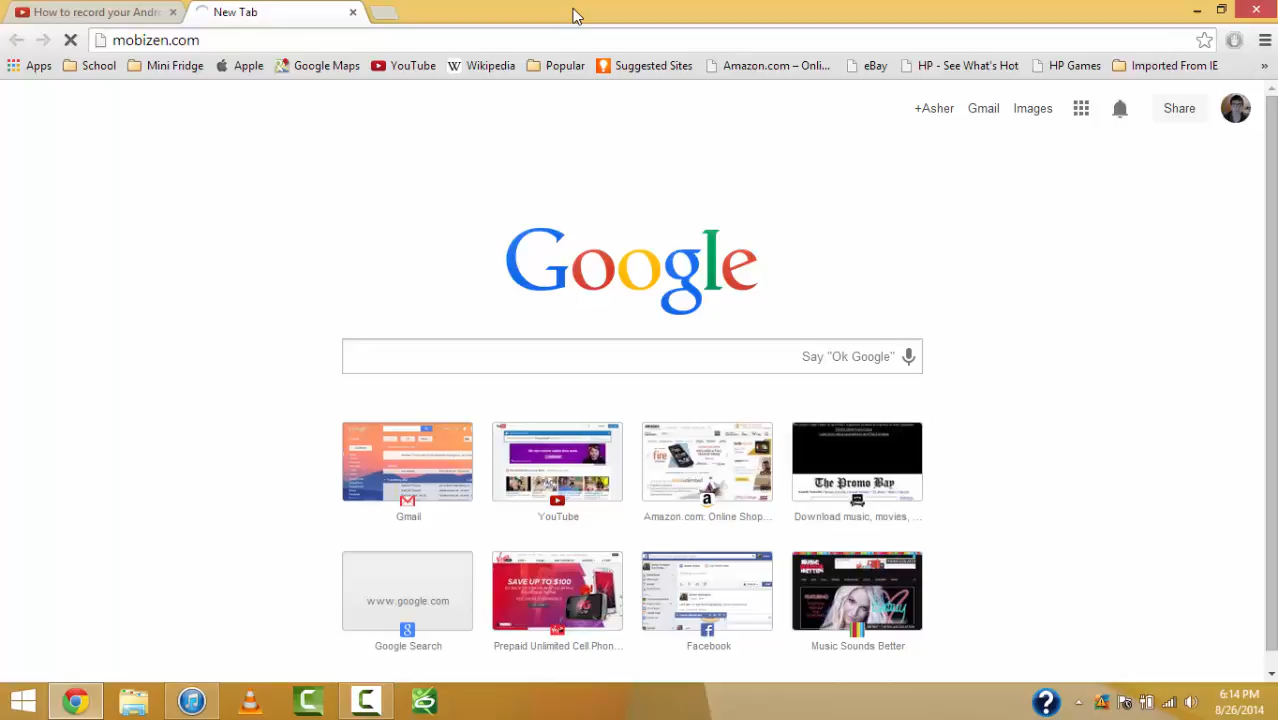 How to record your Andro
New Tab
mobizen.com
Apps
School
Mini Fridge
Apple
Google Maps
YouTube
Wikipedia
Popular
Suggested Sites
Amazon.com – Onli...
eBay
HP - See What's Hot
HP Games
Imported From IE
»
+Asher
Gmail
Images
Share
Google
Say "Ok Google"
The Promo Bay
Gmail
YouTube
Amazon.com: Online Shop...
Download music, movies, ...
www.google.com
SAVE UP TO $100
MUSIC
BETTER
FEATURING
Google Search
Prepaid Unlimited Cell Phon...
Facebook
Music Sounds Better
6:14 PM
8/26/2014